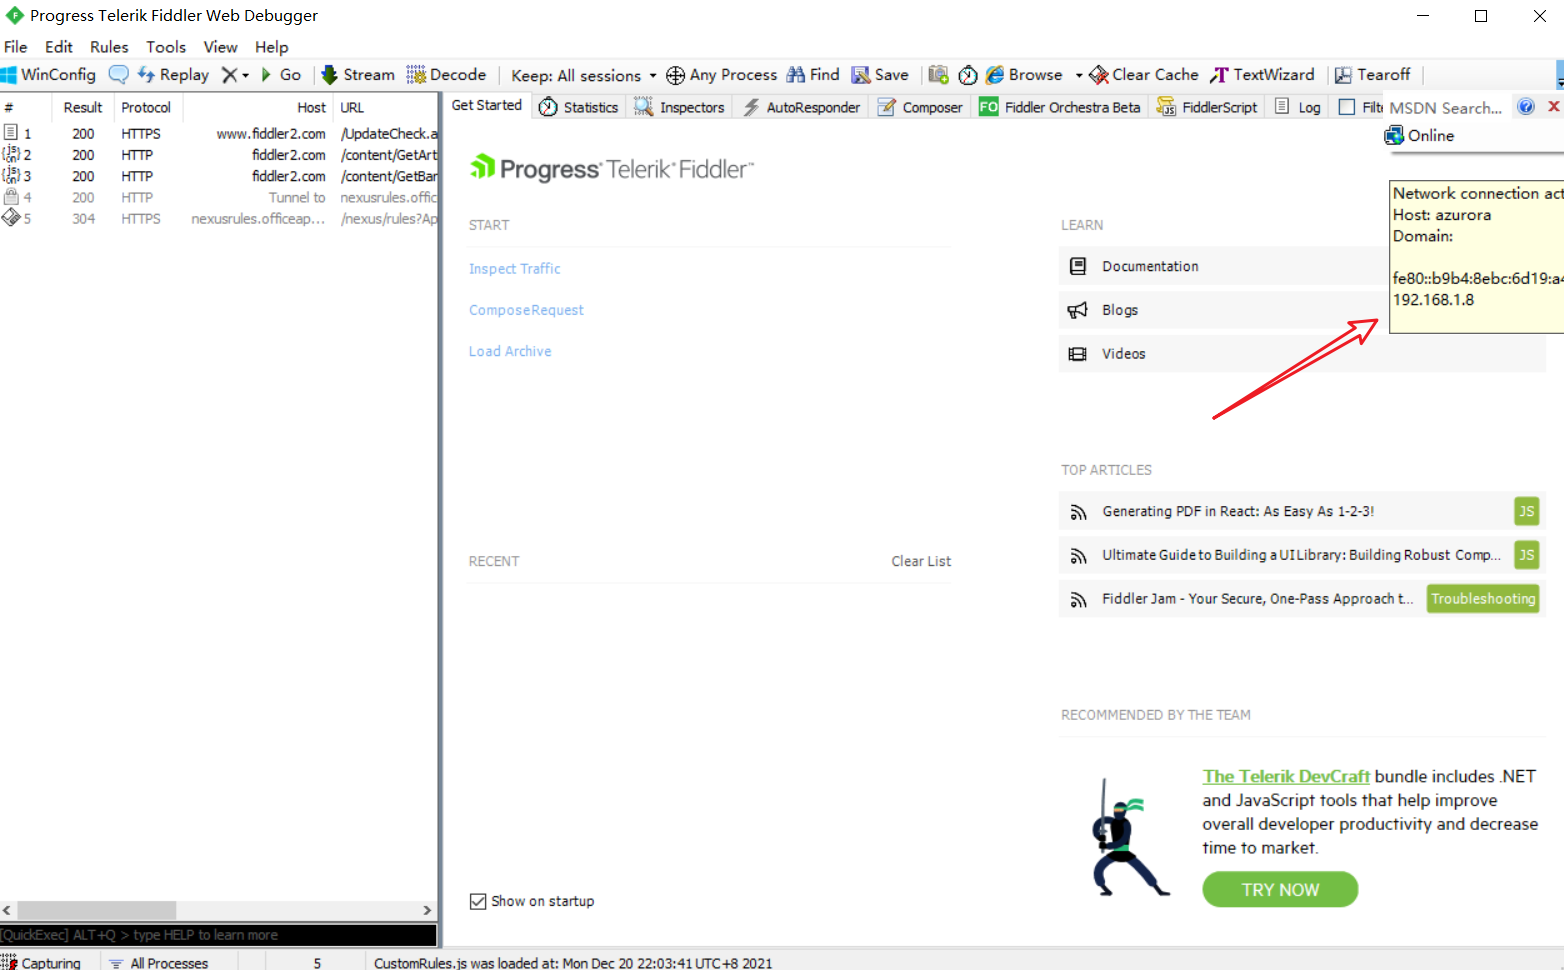 Progress Telerik Fiddler Web Debugger
File Edit Rules Tools View Help
WinConfig Replay Go Stream Decode Keep: All sessions Any Process Find Save Browse Clear Cache TextWizard Tearoff
MSDN Search...
Online
# Result Protocol Host URL
1 200 HTTPS www.fiddler2.com /UpdateCheck.a
2 200 HTTP fiddler2.com /content/GetArt
3 200 HTTP fiddler2.com /content/GetBar
4 200 HTTP Tunnel to nexusrules.offic
5 304 HTTPS nexusrules.officeap... /nexus/rules?Ap
Get Started Statistics Inspectors AutoResponder Composer FO Fiddler Orchestra Beta FiddlerScript Log Filte
Progress Telerik Fiddler
START
Inspect Traffic
Compose Request
Load Archive
RECENT Clear List
Show on startup
LEARN
Documentation
Blogs
Videos
Network connection act
Host: azurora
Domain:
fe80::b9b4:8ebc:6d19:a4
192.168.1.8
TOP ARTICLES
Generating PDF in React: As Easy As 1-2-3! JS
Ultimate Guide to Building a UI Library: Building Robust Comp... JS
Fiddler Jam - Your Secure, One-Pass Approach t... Troubleshooting
RECOMMENDED BY THE TEAM
The Telerik DevCraft bundle includes .NET
and JavaScript tools that help improve
overall developer productivity and decrease
time to market.
TRY NOW
[QuickExec] ALT+Q > type HELP to learn more
Capturing All Processes 5 CustomRules.js was loaded at: Mon Dec 20 22:03:41 UTC+8 2021